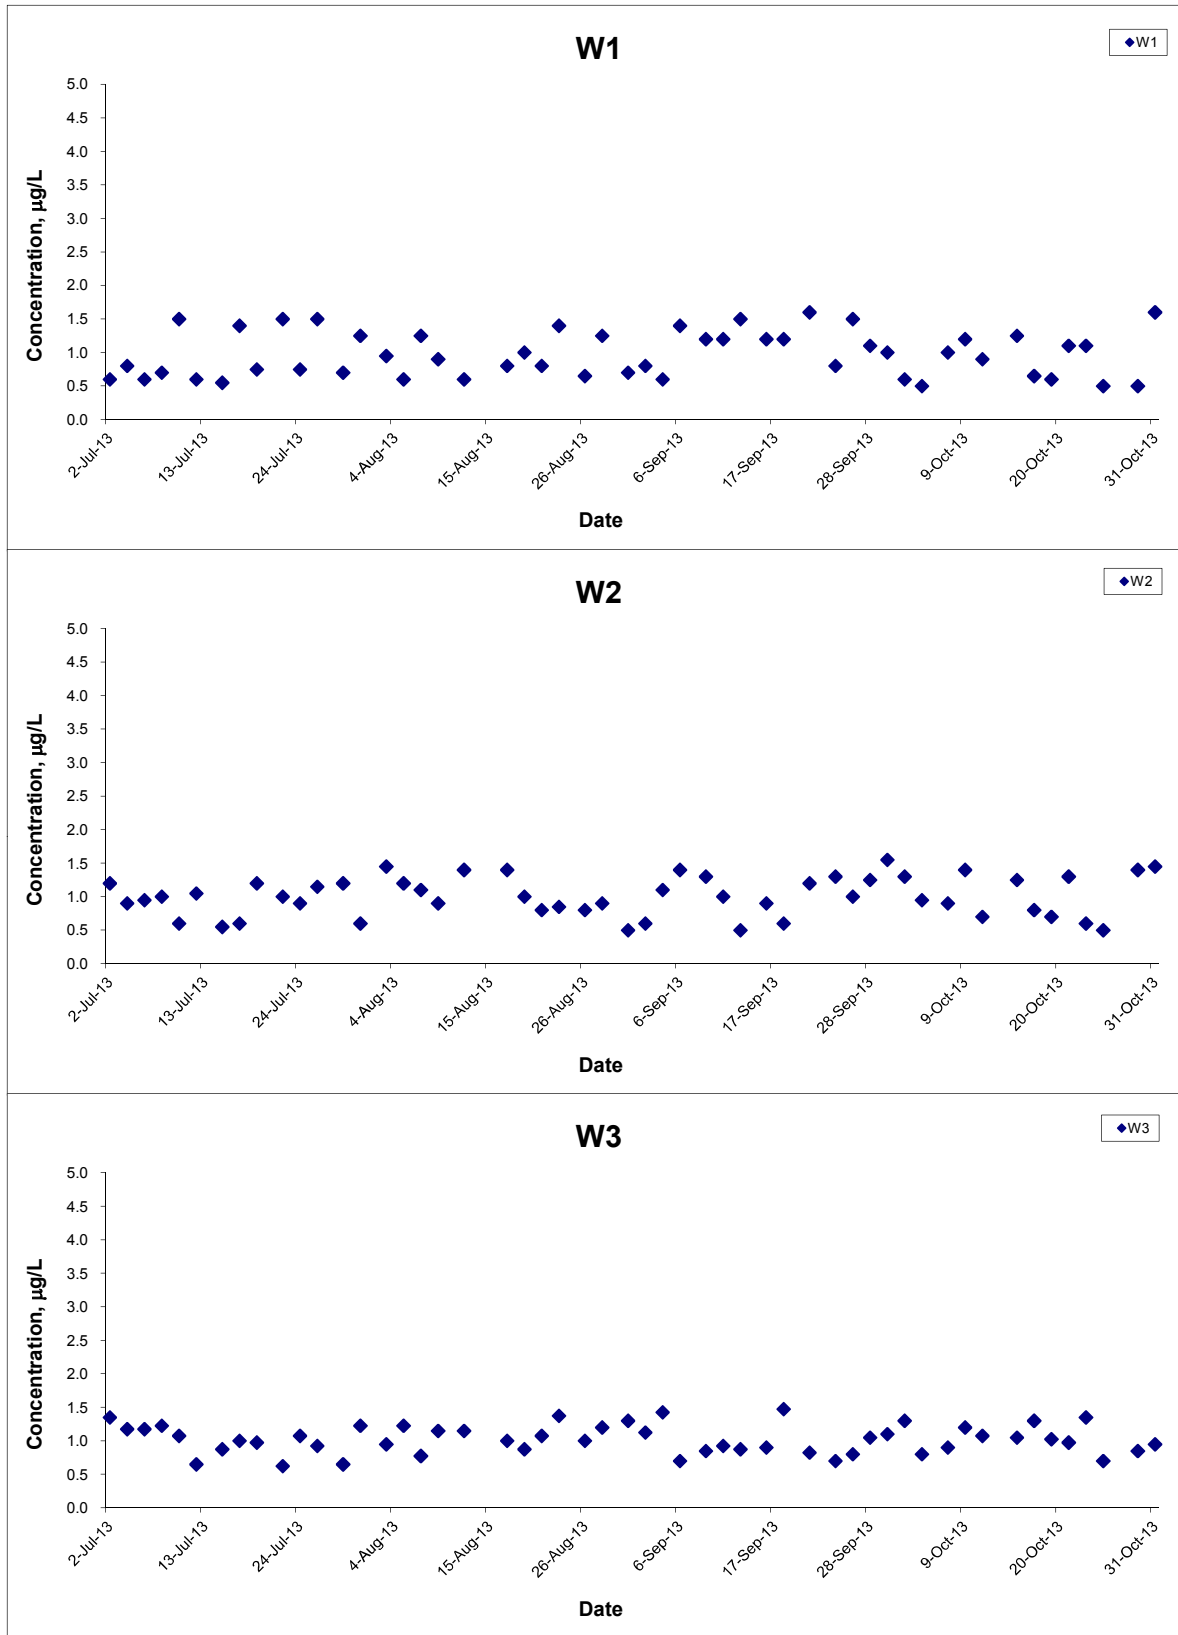 W1
W1
5.0
4.5
4.0
3.5
3.0
2.5
2.0
1.5
1.0
0.5
0.0
Concentration, µg/L
2-Jul-13
13-Jul-13
24-Jul-13
4-Aug-13
15-Aug-13
26-Aug-13
6-Sep-13
17-Sep-13
28-Sep-13
9-Oct-13
20-Oct-13
31-Oct-13
Date
W2
W2
5.0
4.5
4.0
3.5
3.0
2.5
2.0
1.5
1.0
0.5
0.0
Concentration, µg/L
2-Jul-13
13-Jul-13
24-Jul-13
4-Aug-13
15-Aug-13
26-Aug-13
6-Sep-13
17-Sep-13
28-Sep-13
9-Oct-13
20-Oct-13
31-Oct-13
Date
W3
W3
5.0
4.5
4.0
3.5
3.0
2.5
2.0
1.5
1.0
0.5
0.0
Concentration, µg/L
2-Jul-13
13-Jul-13
24-Jul-13
4-Aug-13
15-Aug-13
26-Aug-13
6-Sep-13
17-Sep-13
28-Sep-13
9-Oct-13
20-Oct-13
31-Oct-13
Date